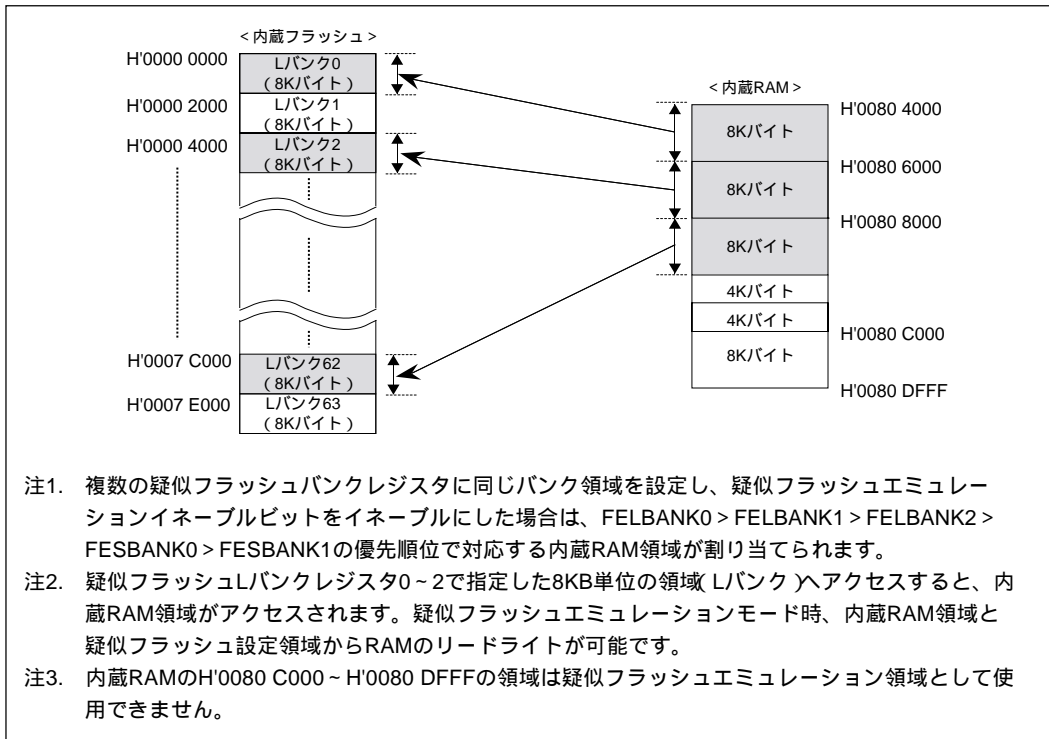 <内蔵フラッシュ>
H'0000 0000
Lバンク0
(8Kバイト)
H'0000 2000
Lバンク1
(8Kバイト)
H'0000 4000
Lバンク2
(8Kバイト)
H'0007 C000
Lバンク62
(8Kバイト)
H'0007 E000
Lバンク63
(8Kバイト)
<内蔵RAM>
H'0080 4000
8Kバイト
H'0080 6000
8Kバイト
H'0080 8000
8Kバイト
4Kバイト
4Kバイト
H'0080 C000
8Kバイト
H'0080 DFFF
注1. 複数の疑似フラッシュバンクレジスタに同じバンク領域を設定し、疑似フラッシュエミュレー
ションイネーブルビットをイネーブルにした場合は、FELBANK0>FELBANK1>FELBANK2>
FESBANK0>FESBANK1の優先順位で対応する内蔵RAM領域が割り当てられます。
注2. 疑似フラッシュLバンクレジスタ0~2で指定した8KB単位の領域(Lバンク)へアクセスすると、内
蔵RAM領域がアクセスされます。疑似フラッシュエミュレーションモード時、内蔵RAM領域と
疑似フラッシュ設定領域からRAMのリードライトが可能です。
注3. 内蔵RAMのH'0080 C000~H'0080 DFFFの領域は疑似フラッシュエミュレーション領域として使
用できません。